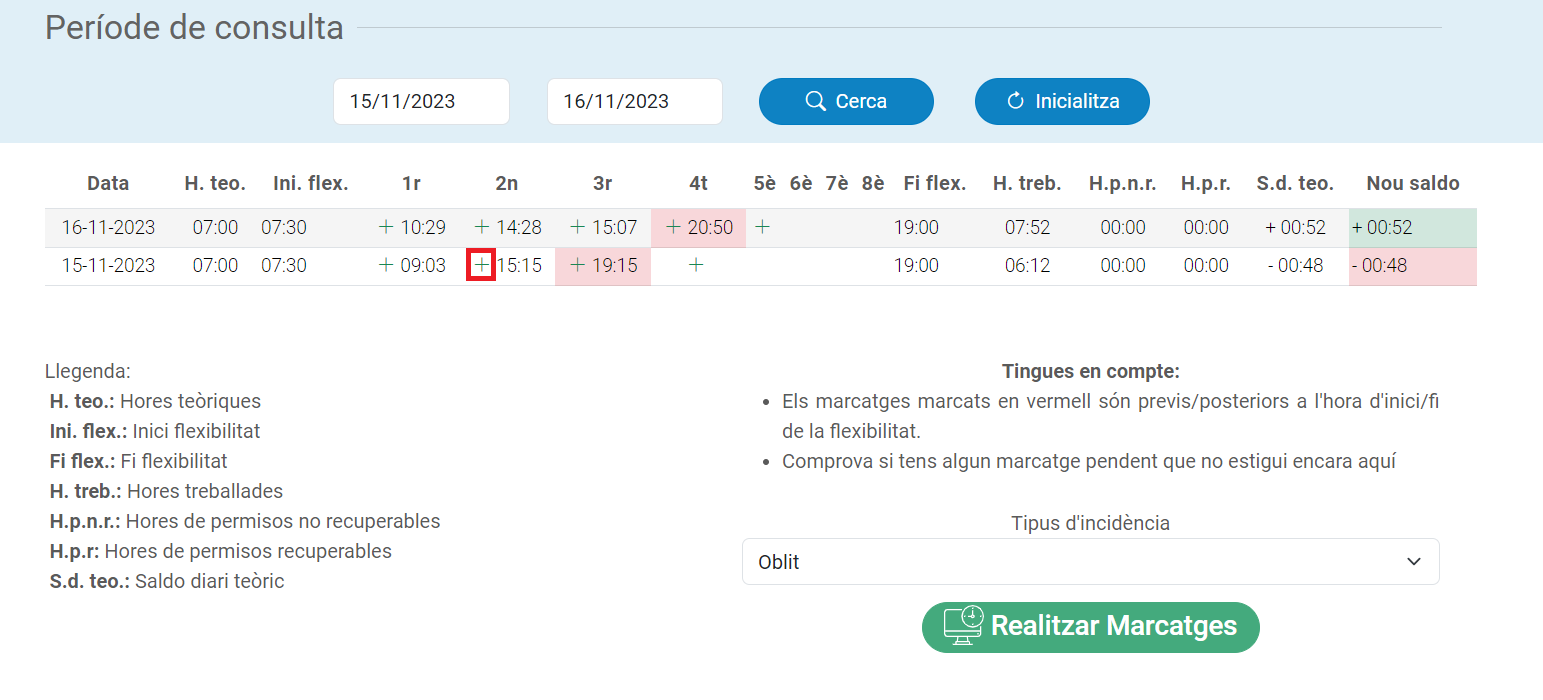 Període de consulta
15/11/2023 16/11/2023 Cerca Inicialitza
Data H. teo. Ini. flex. 1r 2n 3r 4t 5è 6è 7è 8è Fi flex. H. treb. H.p.n.r. H.p.r. S.d. teo. Nou saldo
16-11-2023 07:00 07:30 + 10:29 + 14:28 + 15:07 + 20:50 + 19:00 07:52 00:00 00:00 + 00:52 + 00:52
15-11-2023 07:00 07:30 + 09:03 + 15:15 + 19:15 + 19:00 06:12 00:00 00:00 - 00:48 - 00:48
Llegenda:
H. teo.: Hores teòriques
Ini. flex.: Inici flexibilitat
Fi flex.: Fi flexibilitat
H. treb.: Hores treballades
H.p.n.r.: Hores de permisos no recuperables
H.p.r: Hores de permisos recuperables
S.d. teo.: Saldo diari teòric
Tingues en compte:
• Els marcatges marcats en vermell són previs/posteriors a l'hora d'inici/fi
de la flexibilitat.
• Comprova si tens algun marcatge pendent que no estigui encara aquí
Tipus d'incidència
Oblit
Realitzar Marcatges